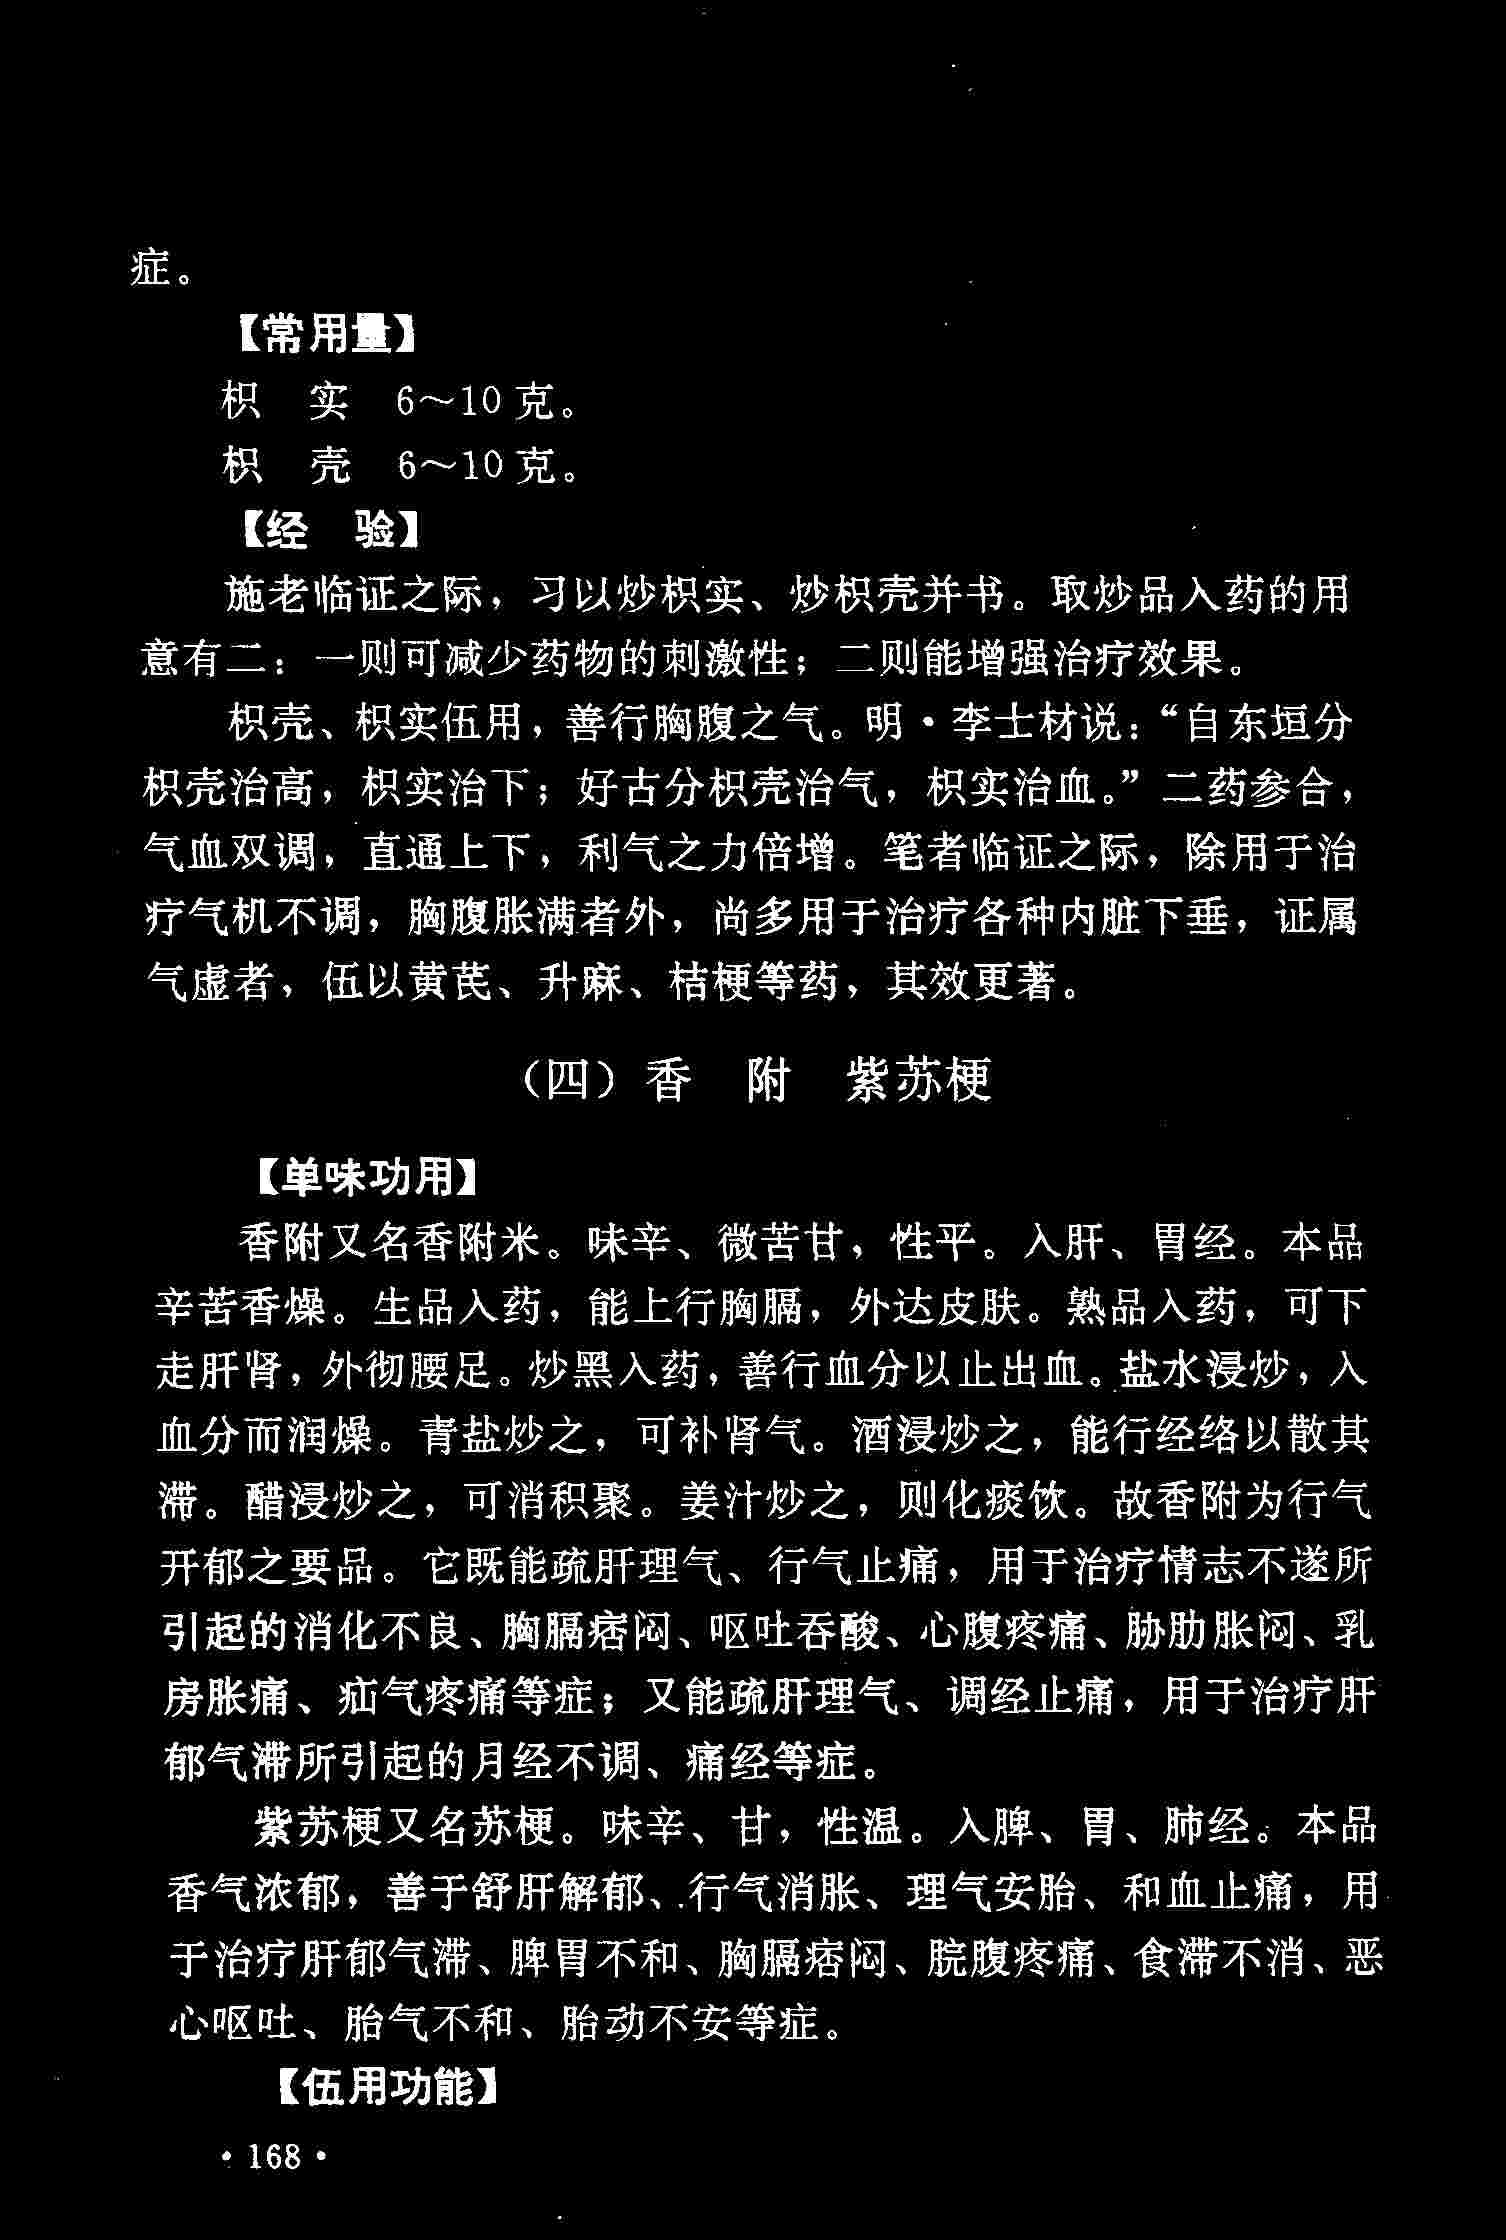 症。
【常用量】
枳　实　6～10克。
枳　壳　6～10克。
【经　验】
施老临证之际，习以炒枳实、炒枳壳并书。取炒品入药的用
意有二：一则可减少药物的刺激性；二则能增强治疗效果。
枳壳、枳实伍用，善行胸腹之气。明·李士材说：“自东垣分
枳壳治高，枳实治下；好古分枳壳治气，枳实治血。”二药参合，
气血双调，直通上下，利气之力倍增。笔者临证之际，除用于治
疗气机不调，胸腹胀满者外，尚多用于治疗各种内脏下垂，证属
气虚者，伍以黄芪、升麻、桔梗等药，其效更著。
（四）香　附　紫苏梗
【单味功用】
香附又名香附米。味辛、微苦甘，性平。入肝、胃经。本品
辛苦香燥。生品入药，能上行胸膈，外达皮肤。熟品入药，可下
走肝肾，外彻腰足。炒黑入药，善行血分以止出血。盐水浸炒，入
血分而润燥。青盐炒之，可补肾气。酒浸炒之，能行经络以散其
滞。醋浸炒之，可消积聚。姜汁炒之，则化痰饮。故香附为行气
开郁之要品。它既能疏肝理气、行气止痛，用于治疗情志不遂所
引起的消化不良、胸膈痞闷、呕吐吞酸、心腹疼痛、胁肋胀闷、乳
房胀痛、疝气疼痛等症；又能疏肝理气、调经止痛，用于治疗肝
郁气滞所引起的月经不调、痛经等症。
紫苏梗又名苏梗。味辛、甘，性温。入脾、胃、肺经。本品
香气浓郁，善于舒肝解郁、行气消胀、理气安胎、和血止痛，用
于治疗肝郁气滞、脾胃不和、胸膈痞闷、脘腹疼痛、食滞不消、恶
心呕吐、胎气不和、胎动不安等症。
【伍用功能】
·168·